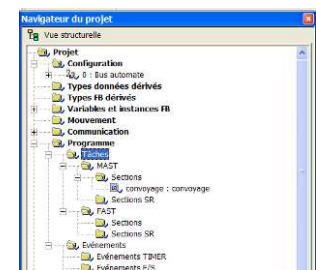 Navigateur du projet
Vue structurelle
Projet
Configuration
0 : Bus automate
Types données dérivés
Types FB dérivés
Variables et instances FB
Mouvement
Communication
Programme
Tâches
MAST
Sections
convoyage : convoyage
Sections SR
FAST
Sections
Sections SR
Evénements
Evénements TIMER
Evénements E/S